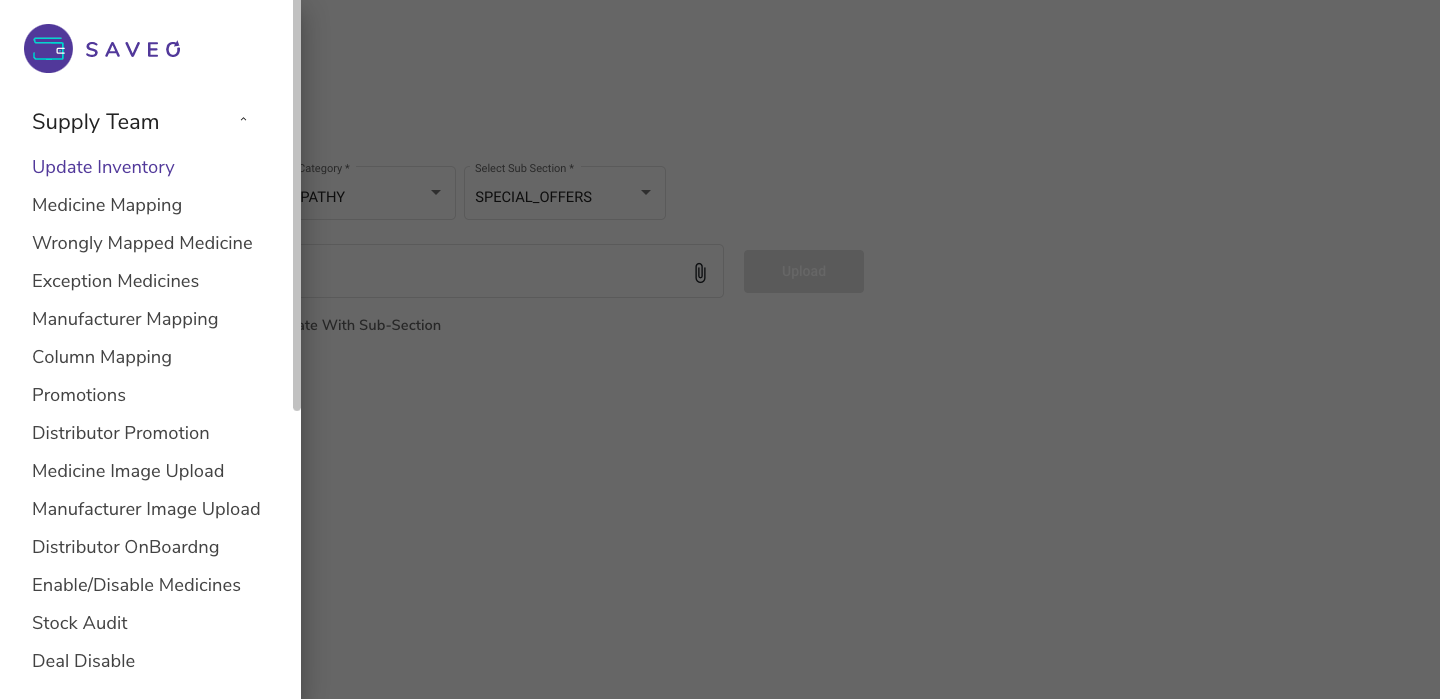 SAVEO
Supply Team
Update Inventory
Medicine Mapping
Wrongly Mapped Medicine
Exception Medicines
Manufacturer Mapping
Column Mapping
Promotions
Distributor Promotion
Medicine Image Upload
Manufacturer Image Upload
Distributor OnBoardng
Enable/Disable Medicines
Stock Audit
Deal Disable
Category *
Select Sub Section *
PATHY
SPECIAL_OFFERS
Upload
With Sub-Section